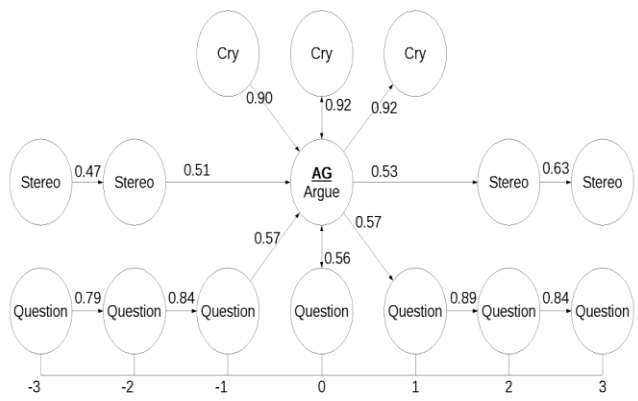 Cry Cry Cry
0.90 0.92 0.92
Stereo 0.47 Stereo 0.51 AG 0.53 Stereo 0.63 Stereo
Argue
0.57 0.56 0.57
Question 0.79 Question 0.84 Question Question Question 0.89 Question 0.84 Question
-3 -2 -1 0 1 2 3